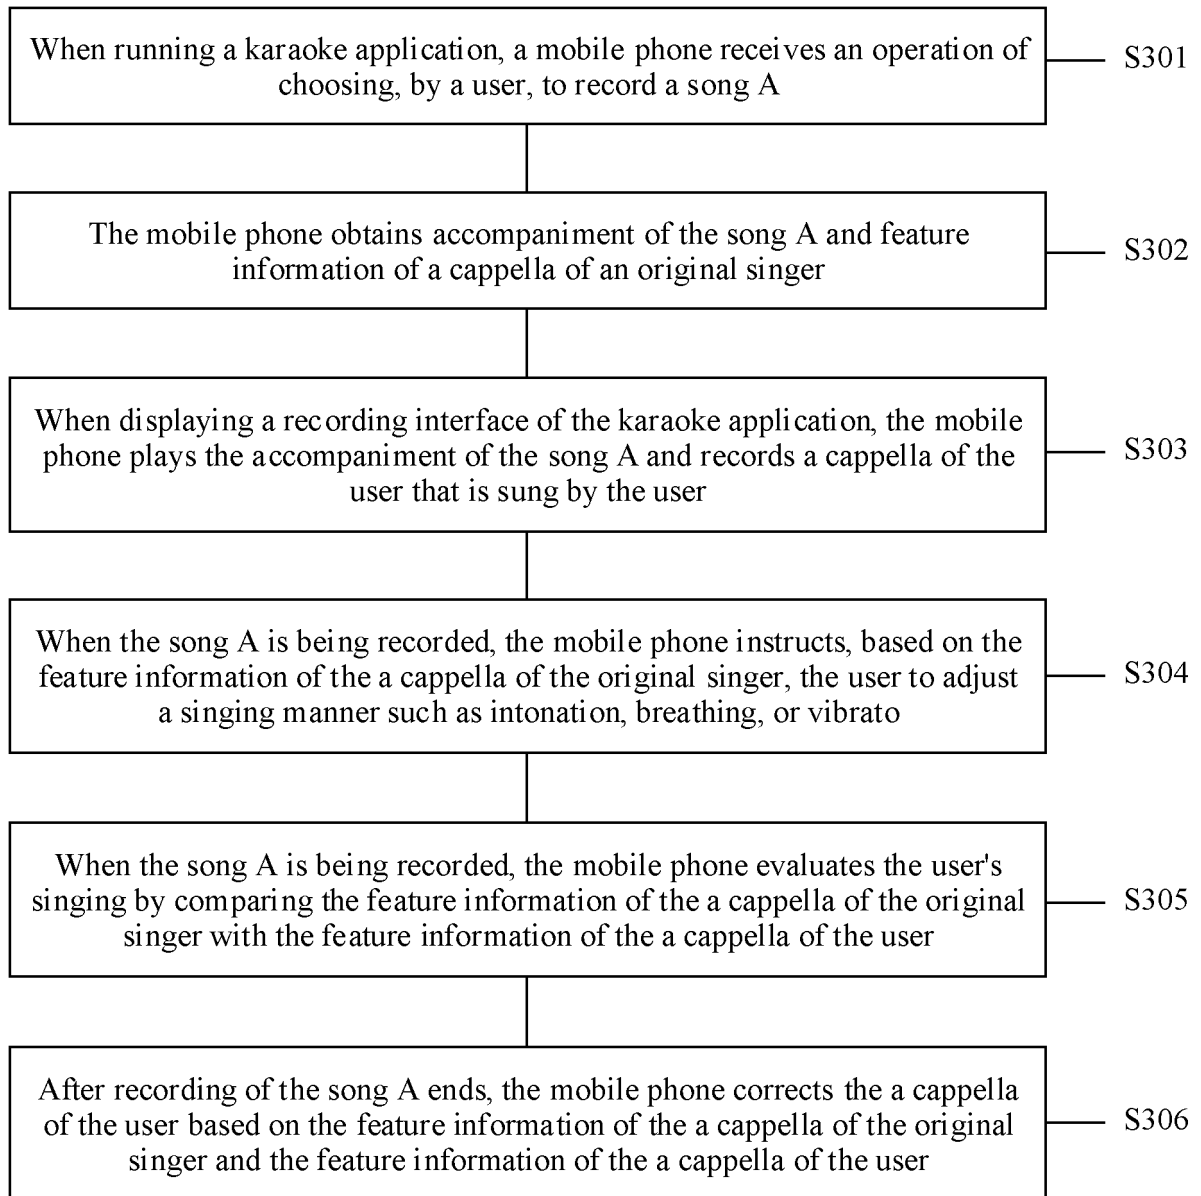 When running a karaoke application, a mobile phone receives an operation of
choosing, by a user, to record a song A
S301
The mobile phone obtains accompaniment of the song A and feature
information of a cappella of an original singer
S302
When displaying a recording interface of the karaoke application, the mobile
phone plays the accompaniment of the song A and records a cappella of the
user that is sung by the user
S303
When the song A is being recorded, the mobile phone instructs, based on the
feature information of the a cappella of the original singer, the user to adjust
a singing manner such as intonation, breathing, or vibrato
S304
When the song A is being recorded, the mobile phone evaluates the user's
singing by comparing the feature information of the a cappella of the original
singer with the feature information of the a cappella of the user
S305
After recording of the song A ends, the mobile phone corrects the a cappella
of the user based on the feature information of the a cappella of the original
singer and the feature information of the a cappella of the user
S306